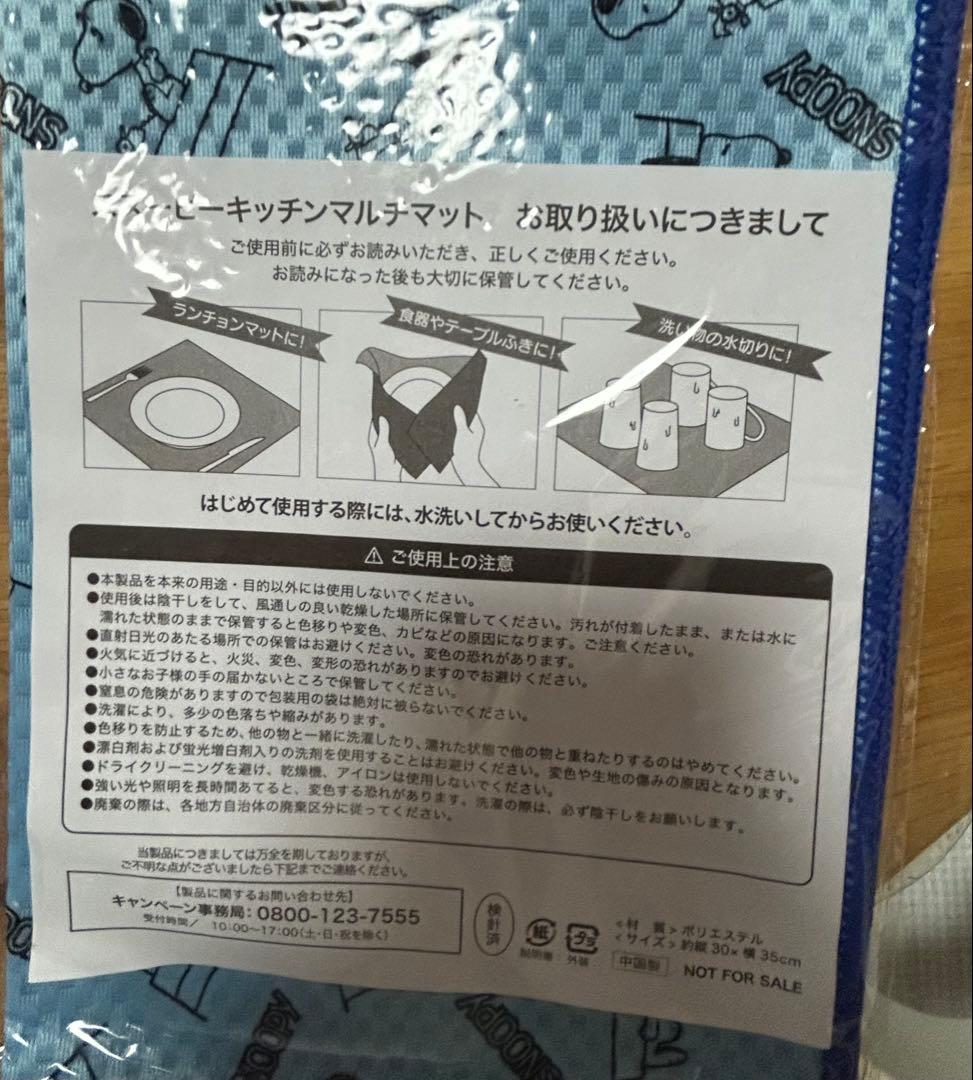 SNOOPY
SNOOPY
ーキッチンマルチマット お取り扱いにつきまして
ご使用前に必ずお読みいただき、正しくご使用ください。
お読みになった後も大切に保管してください。
ランチョンマットに!
食器やテーブルふきに!
洗い物の水切りに!
はじめて使用する際には、水洗いしてからお使いください。
⚠ ご使用上の注意
●本製品を本来の用途・目的以外には使用しないでください。
●使用後は陰干しをして、風通しの良い乾燥した場所に保管してください。汚れが付着したまま、または水に
濡れた状態のままで保管すると色移りや変色、カビなどの原因になります。ご注意ください。
●直射日光のあたる場所での保管はお避けください。変色の恐れがあります。
●火気に近づけると、火災、変色、変形の恐れがありますのでお避けください。
●小さなお子様の手の届かないところで保管してください。
●窒息の危険がありますので包装用の袋は絶対に被らないでください。
●洗濯により、多少の色落ちや縮みがあります。
●色移りを防止するため、他の物と一緒に洗濯したり、濡れた状態で他の物と重ねたりするのはやめてください。
●漂白剤および蛍光増白剤入りの洗剤を使用することはお避けください。変色や生地の傷みの原因となります。
●ドライクリーニングを避け、乾燥機、アイロンは使用しないでください。
●強い光や照明を長時間あてると、変色する恐れがあります。洗濯の際は、必ず陰干しをお願いします。
●廃棄の際は、各地方自治体の廃棄区分に従ってください。
当製品につきましては万全を期しておりますが、
ご不明な点がございましたら下記までご連絡ください。
【製品に関するお問い合わせ先】
キャンペーン事務局:0800-123-7555
受付時間/ 10:00~17:00(土・日・祝を除く)
検針済
紙
説明書
プラ
外装
<材 質>ポリエステル
<サイズ>約縦 30×横 35cm
中国製
NOT FOR SALE
SNOOPY